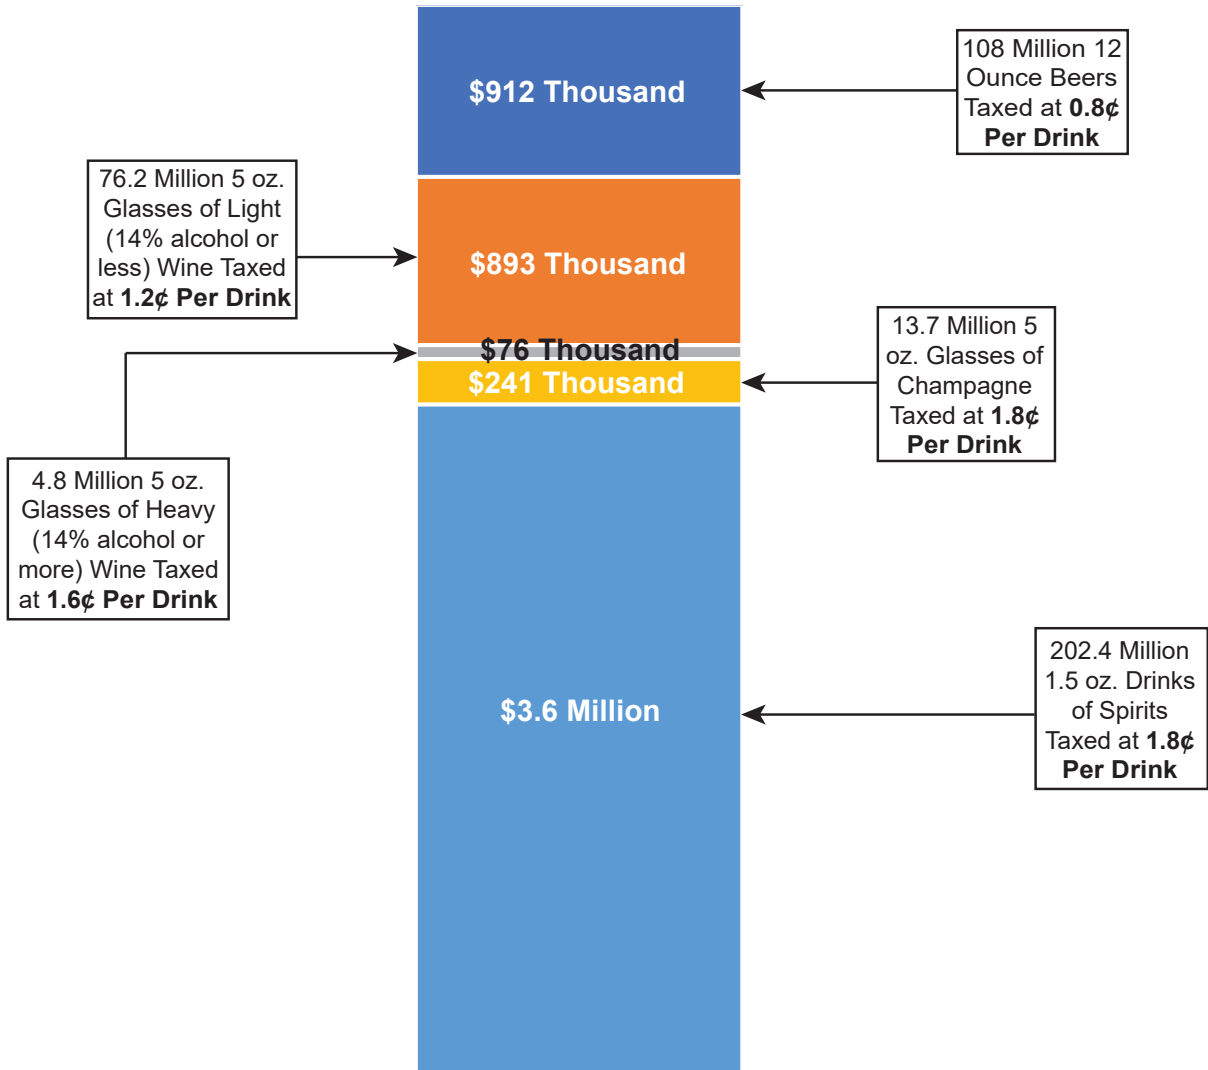 $912 Thousand
108 Million 12
Ounce Beers
Taxed at 0.8¢
Per Drink
76.2 Million 5 oz.
Glasses of Light
(14% alcohol or
less) Wine Taxed
at 1.2¢ Per Drink
$893 Thousand
$76 Thousand
$241 Thousand
13.7 Million 5
oz. Glasses of
Champagne
Taxed at 1.8¢
Per Drink
4.8 Million 5 oz.
Glasses of Heavy
(14% alcohol or
more) Wine Taxed
at 1.6¢ Per Drink
$3.6 Million
202.4 Million
1.5 oz. Drinks
of Spirits
Taxed at 1.8¢
Per Drink